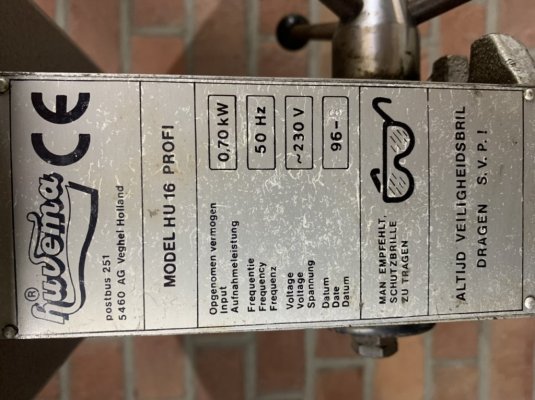 huvema ®
CE
postbus 251
5460 AG Veghel Holland
MODEL HU 16 PROFI
Opgenomen vermogen
Input
Aufnahmeleistung
0,70 kW
Frequentie
Frequency
Frequenz
50 Hz
Voltage
Voltage
Spannung
~230 V
Datum
Date
Datum
96-
MAN EMPFEHLT,
SCHUTZBRILLE
ZU TRAGEN
ALTIJD VEILIGHEIDSBRIL
DRAGEN S.V.P.!